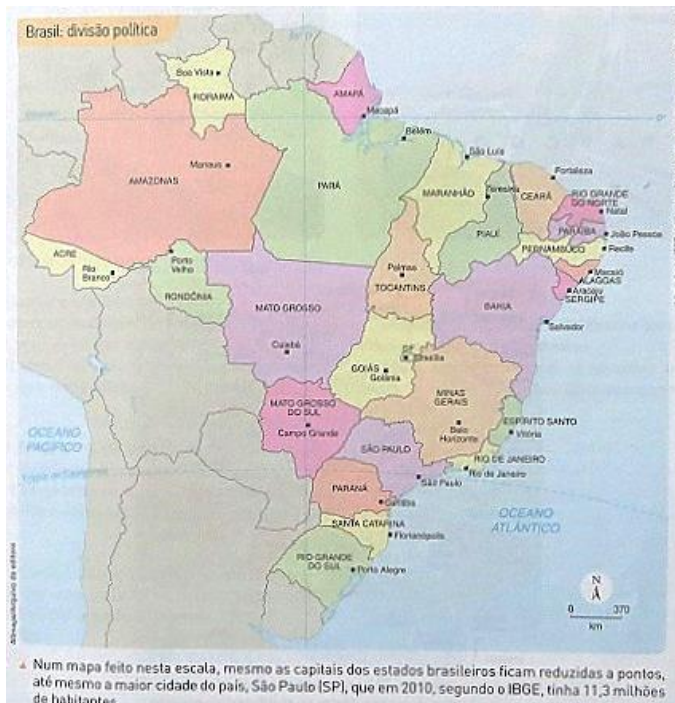 Brasil: divisão política
Boa Vista
RORAIMA
AMAPÁ
Macapá
0°
Belém
São Luís
Fortaleza
Manaus
AMAZONAS
PARÁ
MARANHÃO
Teresina
CEARÁ
RIO GRANDE
DO NORTE
Natal
PIAUÍ
PARAÍBA
João Pessoa
PERNAMBUCO
Recife
ACRE
Rio
Branco
Porto
Velho
RONDÔNIA
Palmas
TOCANTINS
Maceió
ALAGOAS
Aracaju
SERGIPE
MATO GROSSO
BAHIA
Salvador
Cuiabá
DF
Brasília
GOIÁS
Goiânia
MATO GROSSO
DO SUL
Campo Grande
MINAS
GERAIS
Belo
Horizonte
ESPÍRITO SANTO
Vitória
OCEANO
PACÍFICO
SÃO PAULO
RIO DE JANEIRO
Rio de Janeiro
São Paulo
PARANÁ
Curitiba
OCEANO
ATLÂNTICO
SANTA CATARINA
Florianópolis
RIO GRANDE
DO SUL
Porto Alegre
N
0 370
km
Num mapa feito nesta escala, mesmo as capitais dos estados brasileiros ficam reduzidas a pontos,
até mesmo a maior cidade do país, São Paulo (SP), que em 2010, segundo o IBGE, tinha 11,3 milhões
de habitantes